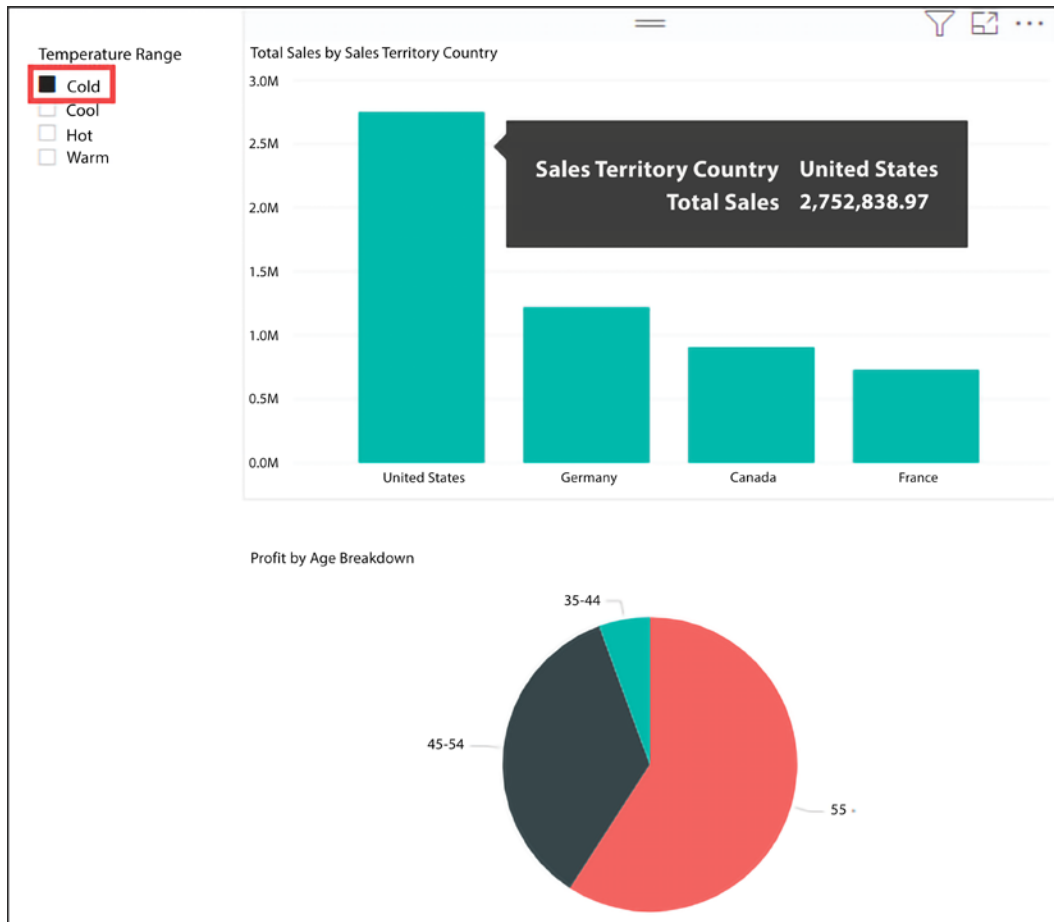 Temperature Range
Cold
Cool
Hot
Warm
Total Sales by Sales Territory Country
3.0M
2.5M
2.0M
1.5M
1.0M
0.5M
0.0M
Sales Territory Country United States
Total Sales 2,752,838.97
United States Germany Canada France
Profit by Age Breakdown
35-44
45-54
55